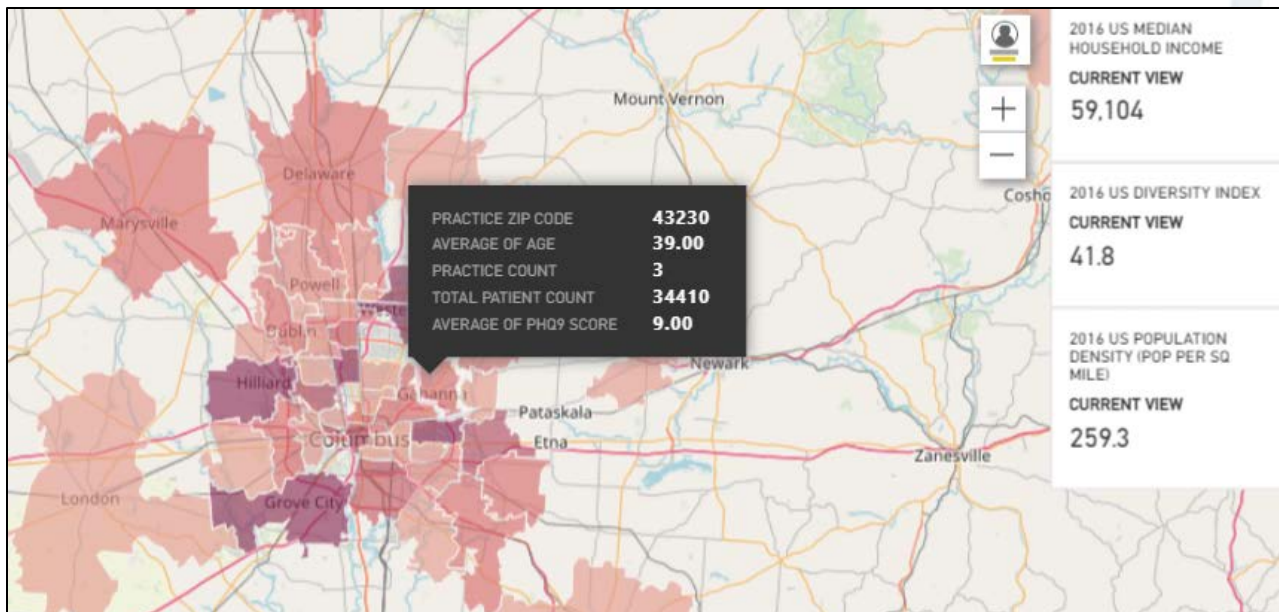 Mount Vernon
Delaware
Marysville
Powell
Dublin
Weste
Hilliard
Gahanna
Columbus
Pataskala
Etna
Newark
Cosho
Zanesville
London
Grove City
PRACTICE ZIP CODE 43230
AVERAGE OF AGE 39.00
PRACTICE COUNT 3
TOTAL PATIENT COUNT 34410
AVERAGE OF PHQ9 SCORE 9.00
+
−
2016 US MEDIAN
HOUSEHOLD INCOME
CURRENT VIEW
59,104
2016 US DIVERSITY INDEX
CURRENT VIEW
41.8
2016 US POPULATION
DENSITY (POP PER SQ
MILE)
CURRENT VIEW
259.3